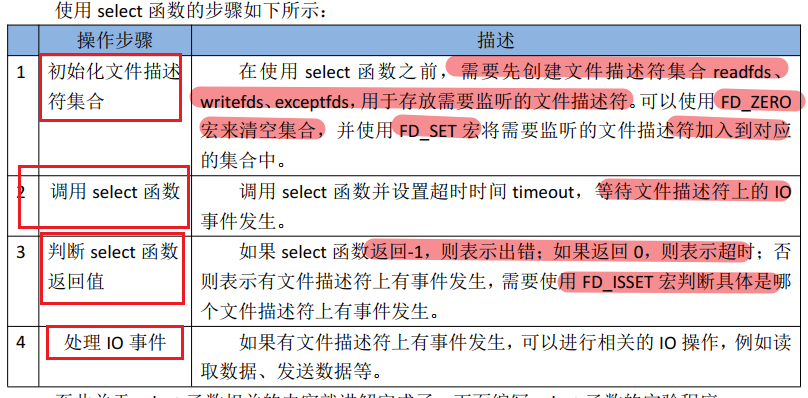 使用 select 函数的步骤如下所示：
操作步骤 描述
1 初始化文件描述符集合 在使用 select 函数之前，需要先创建文件描述符集合 readfds、
writefds、exceptfds，用于存放需要监听的文件描述符。可以使用 FD_ZERO
宏来清空集合，并使用 FD_SET 宏将需要监听的文件描述符加入到对应
的集合中。
2 调用 select 函数 调用 select 函数并设置超时时间 timeout，等待文件描述符上的 IO
事件发生。
3 判断 select 函数返回值 如果 select 函数返回-1，则表示出错；如果返回 0，则表示超时；否
则表示有文件描述符上有事件发生，需要使用 FD_ISSET 宏判断具体是哪
个文件描述符上有事件发生。
4 处理 IO 事件 如果有文件描述符上有事件发生，可以进行相关的 IO 操作，例如读
取数据、发送数据等。